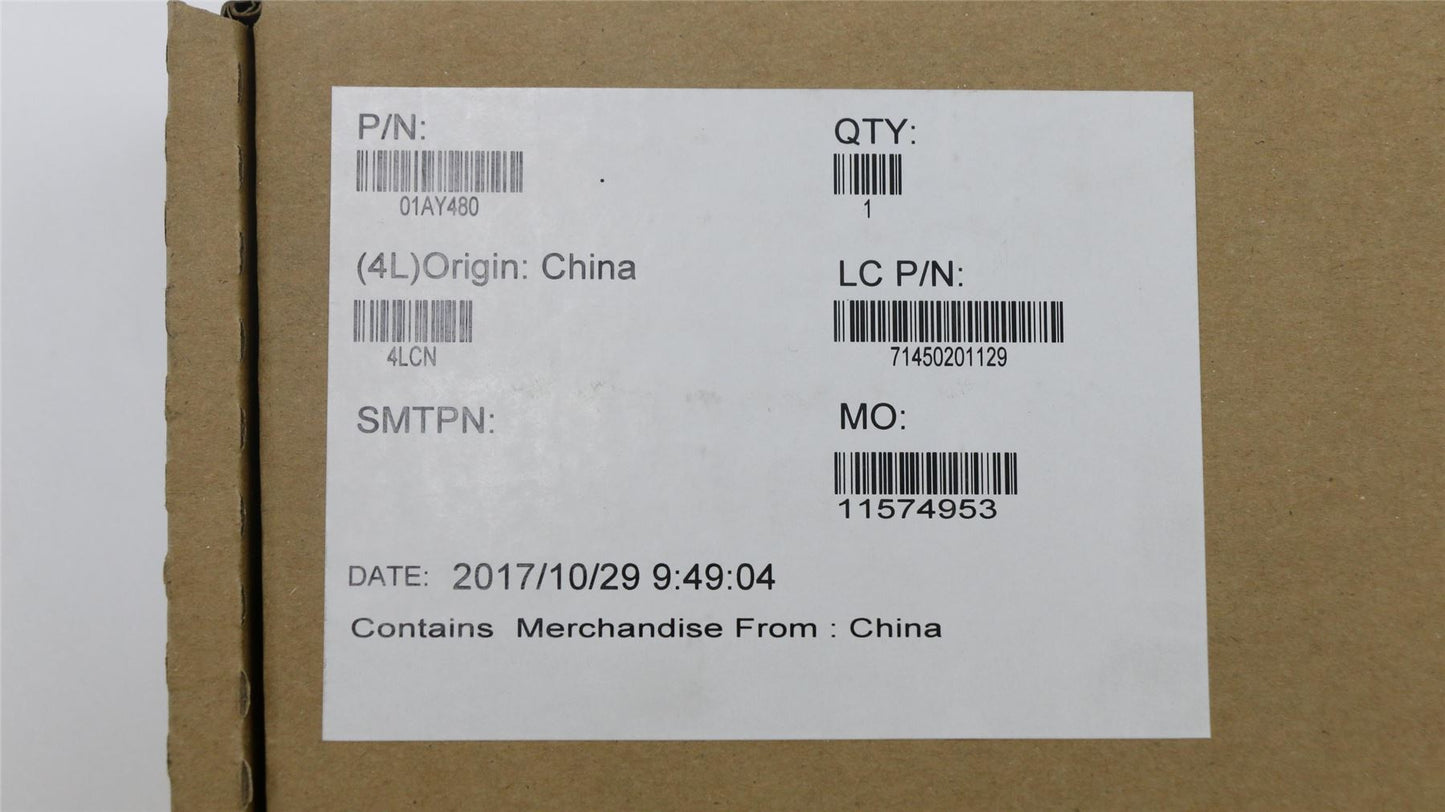 P/N:
01AY480
QTY:
1
(4L)Origin: China
4LCN
LC P/N:
71450201129
SMTPN:
MO:
11574953
DATE: 2017/10/29 9:49:04
Contains Merchandise From : China